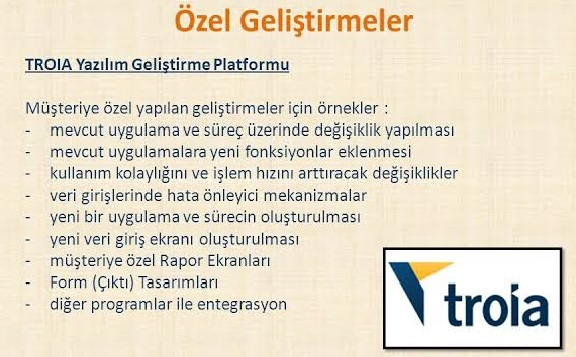 Özel Geliştirmeler
TROIA Yazılım Geliştirme Platformu
Müşteriye özel yapılan geliştirmeler için örnekler :
- mevcut uygulama ve süreç üzerinde değişiklik yapılması
- mevcut uygulamalara yeni fonksiyonlar eklenmesi
- kullanım kolaylığını ve işlem hızını arttıracak değişiklikler
- veri girişlerinde hata önleyici mekanizmalar
- yeni bir uygulama ve sürecin oluşturulması
- yeni veri giriş ekranı oluşturulması
- müşteriye özel Rapor Ekranları
- Form (Çıktı) Tasarımları
- diğer programlar ile entegrasyon
troia